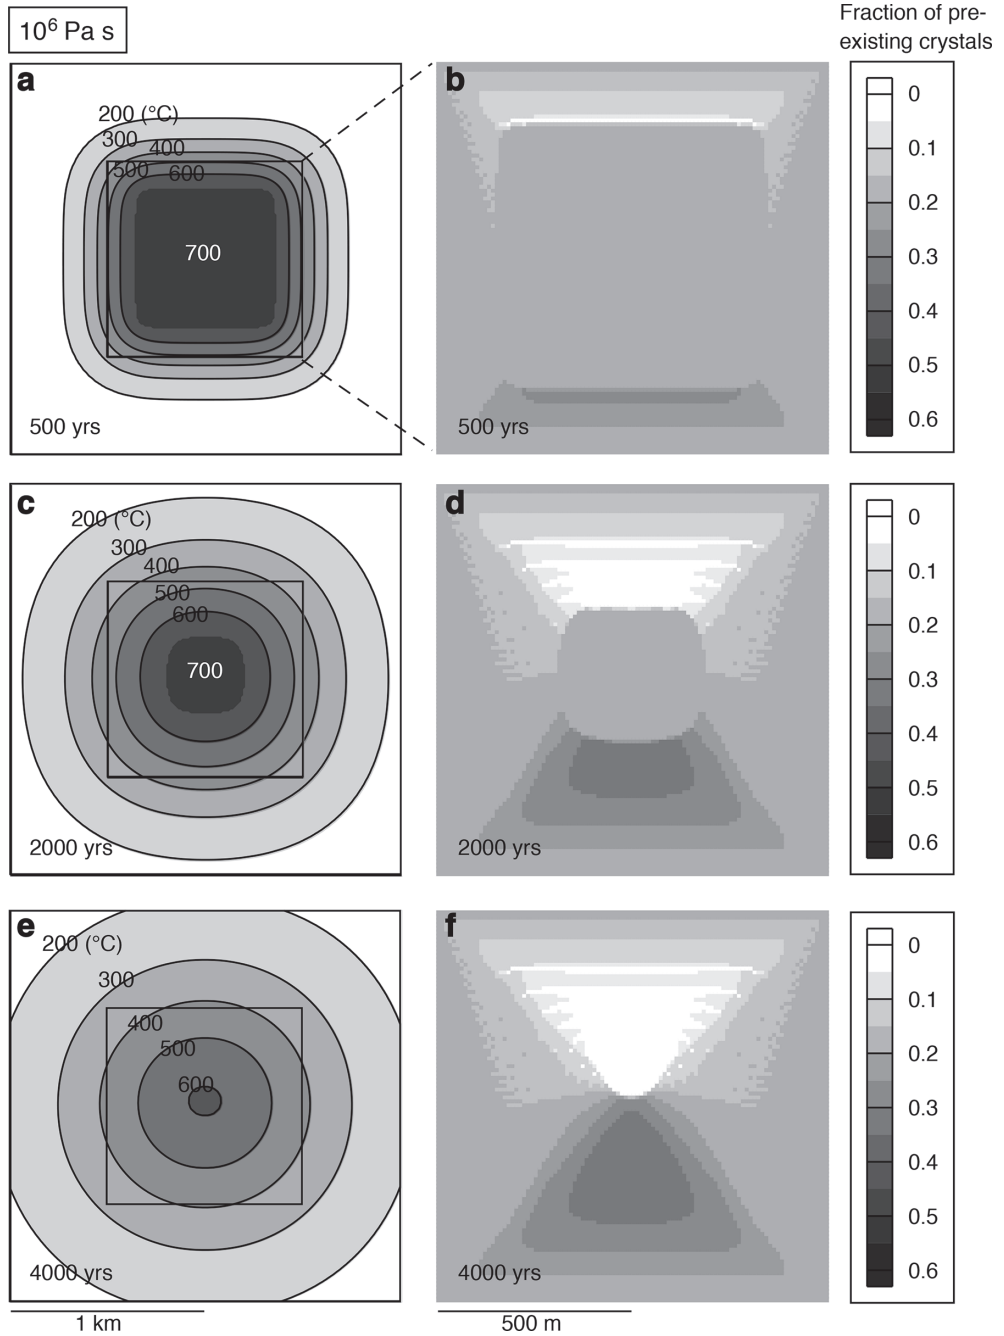 10⁶ Pa s
Fraction of pre-
existing crystals
a
200 (°C)
300
400
500
600
700
500 yrs
b
500 yrs
0
0.1
0.2
0.3
0.4
0.5
0.6
c
200 (°C)
300
400
500
600
700
2000 yrs
d
2000 yrs
0
0.1
0.2
0.3
0.4
0.5
0.6
e
200 (°C)
300
400
500
600
4000 yrs
f
4000 yrs
0
0.1
0.2
0.3
0.4
0.5
0.6
1 km
500 m